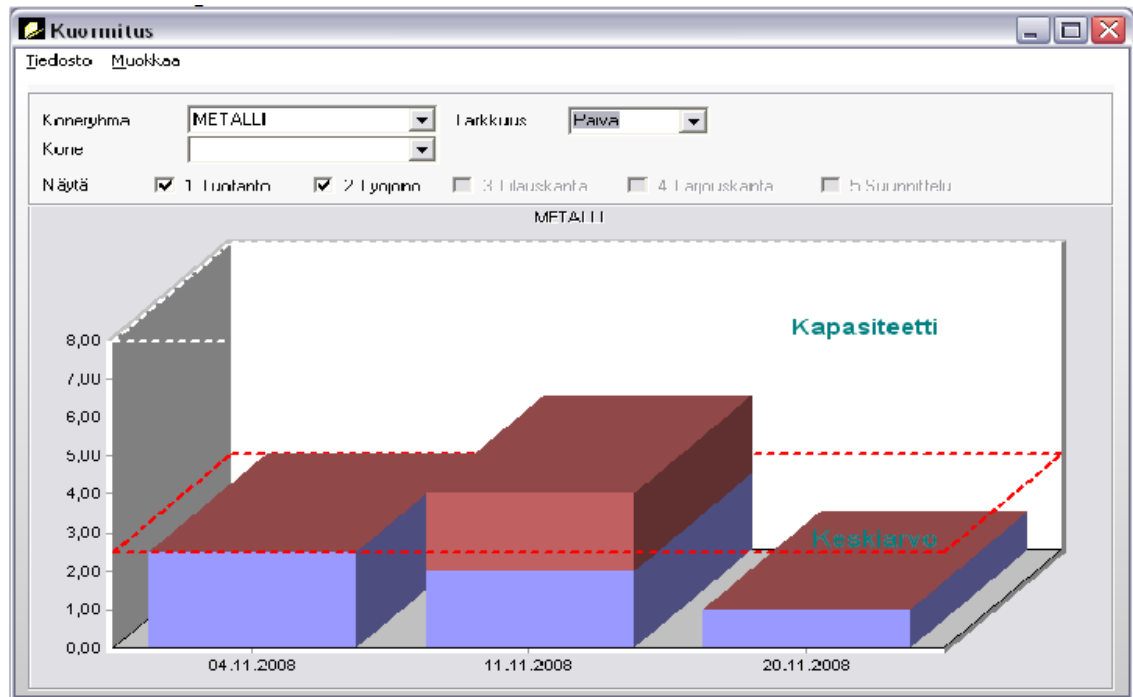 Kuormitus
Tiedosto Muokkaa
Koneryhmä METALLI Tarkkuus Päivä
Kone
Näytä 1 Tuotanto 2 Työjono 3 Tilauskanta 4 Tarjouskanta 5 Suunnittelu
METALLI
Kapasiteetti
8,00
7,00
6,00
5,00
4,00
3,00
Keskiarvo
2,00
1,00
0,00
04.11.2008 11.11.2008 20.11.2008